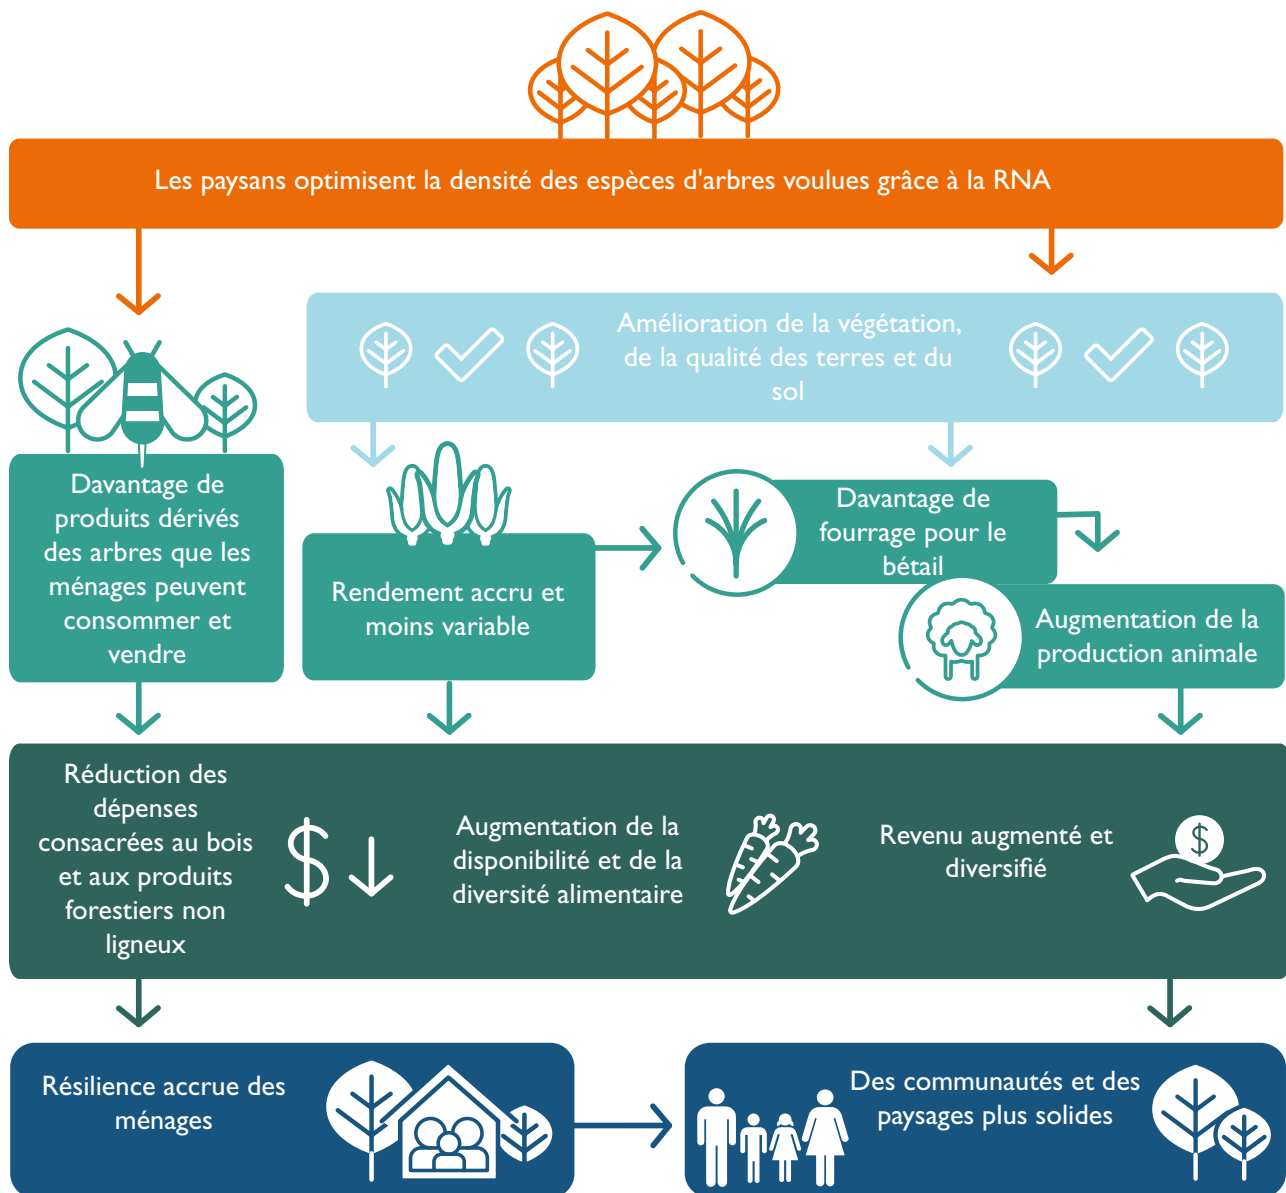 Les paysans optimisent la densité des espèces d'arbres voulues grâce à la RNA
Amélioration de la végétation,
de la qualité des terres et du
sol
Davantage de
produits dérivés
des arbres que les
ménages peuvent
consommer et
vendre
Rendement accru et
moins variable
Davantage de
fourrage pour le
bétail
Augmentation de la
production animale
Réduction des
dépenses
consacrées au bois
et aux produits
forestiers non
ligneux
$
Augmentation de la
disponibilité et de la
diversité alimentaire
Revenu augmenté et
diversifié
$
Résilience accrue des
ménages
Des communautés et des
paysages plus solides